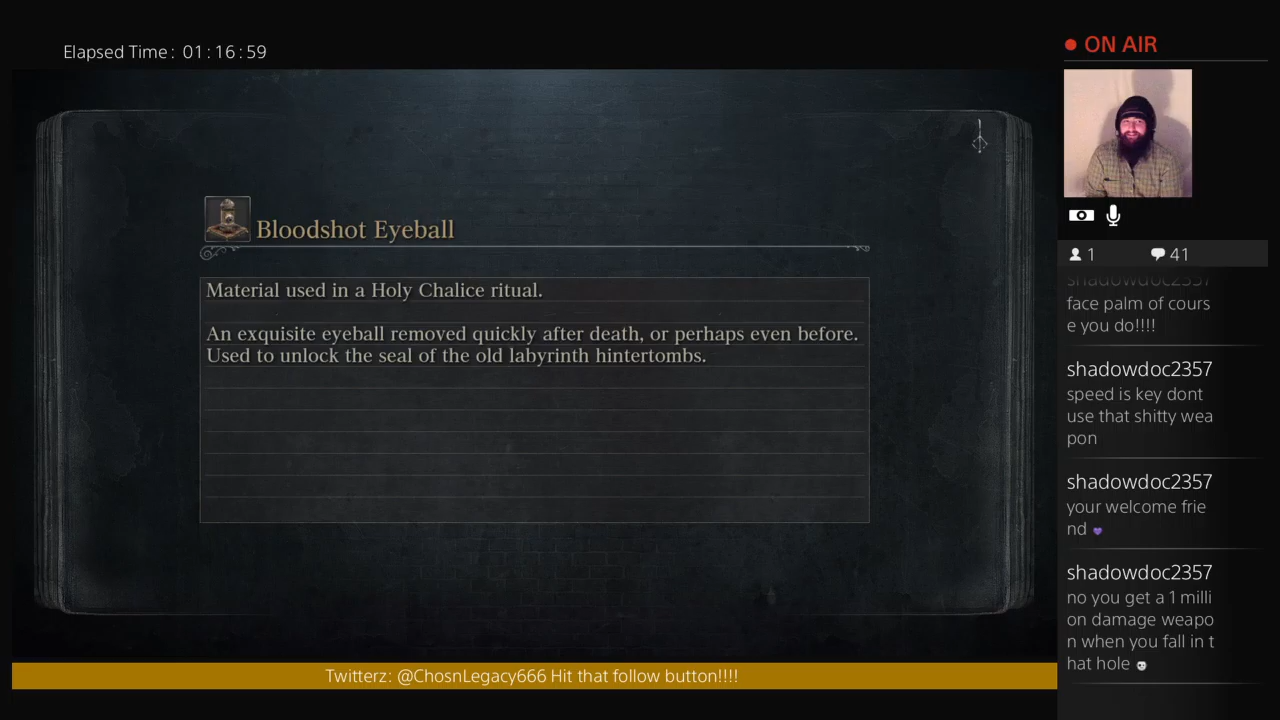 Elapsed Time: 01:16:59
ON AIR
Bloodshot Eyeball
Material used in a Holy Chalice ritual.
An exquisite eyeball removed quickly after death, or perhaps even before.
Used to unlock the seal of the old labyrinth hintertombs.
1 41
shadowdoc2357
face palm of cours
e you do!!!!
shadowdoc2357
speed is key dont
use that shitty wea
pon
shadowdoc2357
your welcome frie
nd
shadowdoc2357
no you get a 1 milli
on damage weapo
n when you fall in t
hat hole
Twitterz: @ChosnLegacy666 Hit that follow button!!!!